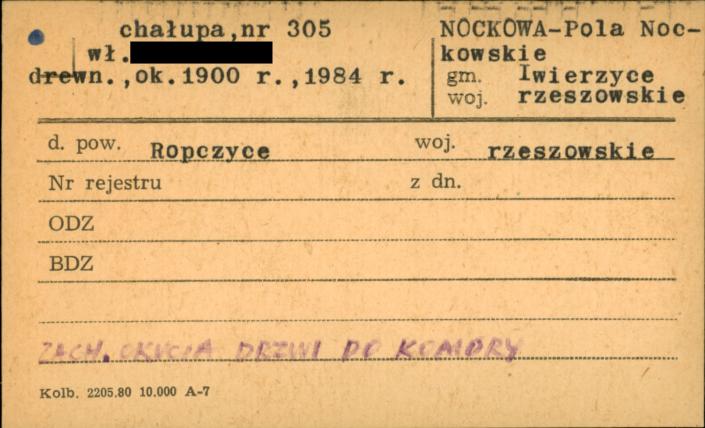 chałupa,nr 305
wł.
drewn.,ok.1900 r.,1984 r.
NOCKOWA-Pola Noc-
kowskie
gm. Iwierzyce
woj. rzeszowskie
d. pow. Ropczyce woj. rzeszowskie
Nr rejestru z dn.
ODZ
BDZ
ZACH. OKUCIA DRZWI DO KOMORY
Kolb. 2205.80 10.000 A-7